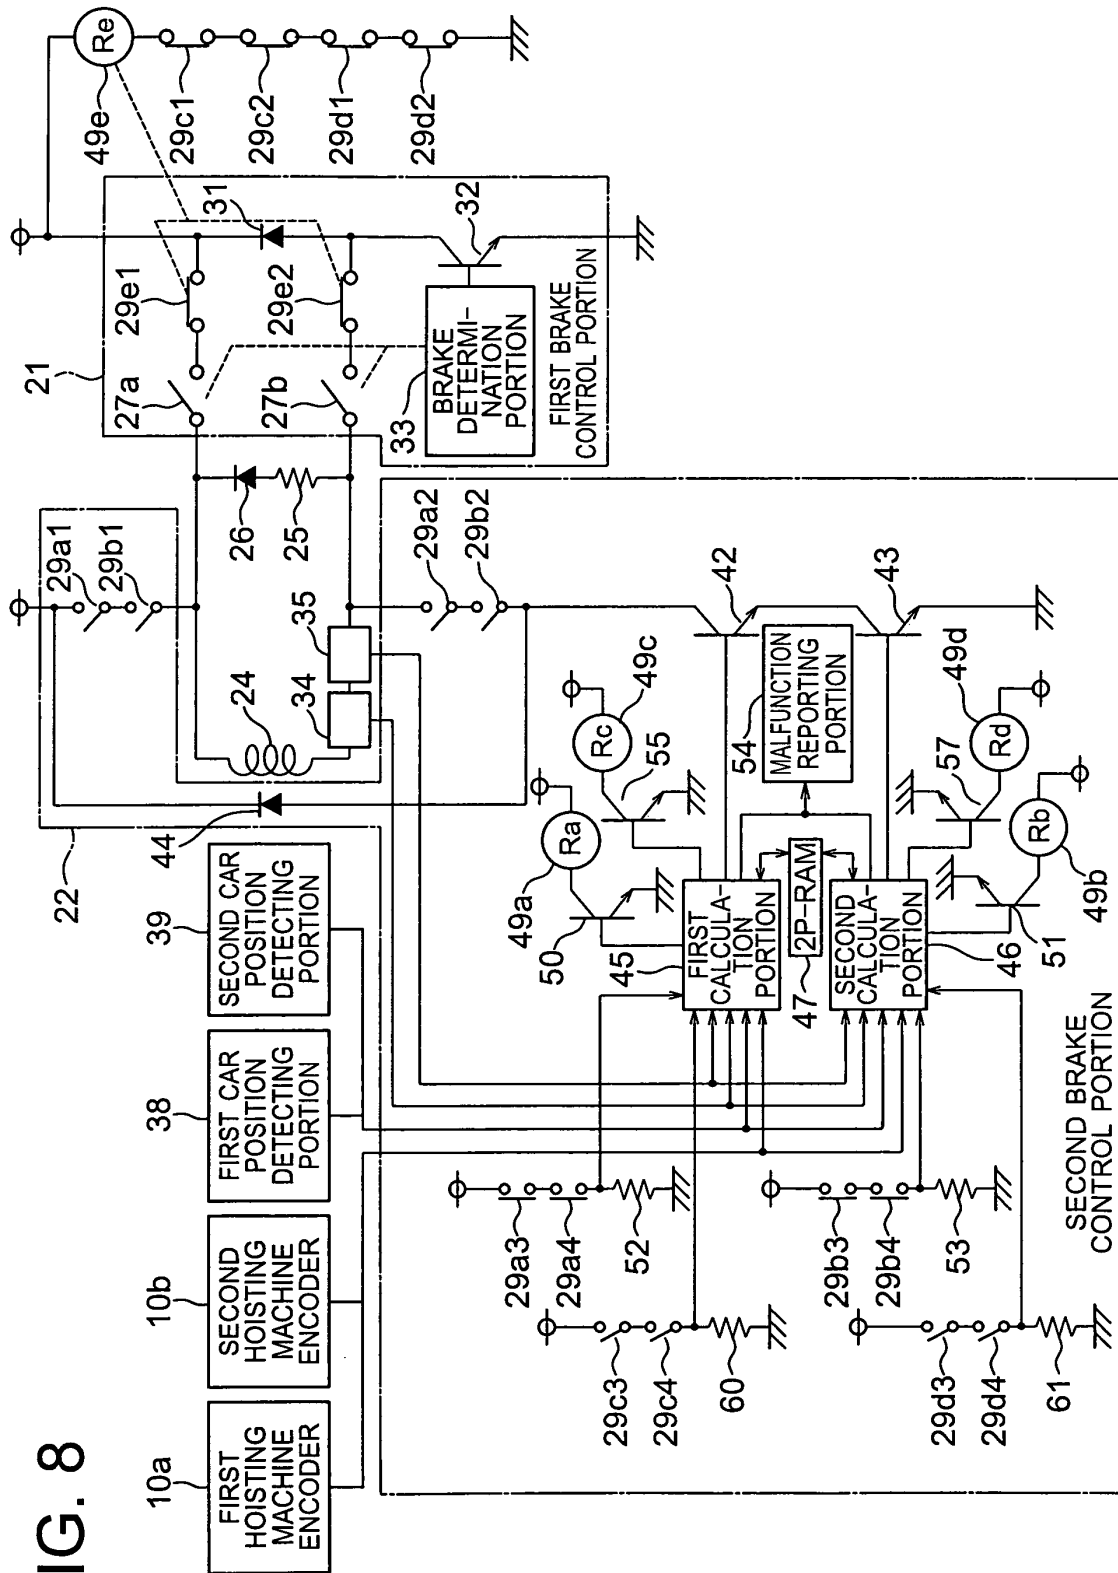 IG. 8
10a
FIRST
HOISTING
MACHINE
ENCODER
10b
SECOND
HOISTING
MACHINE
ENCODER
38
FIRST CAR
POSITION
DETECTING
PORTION
39
SECOND CAR
POSITION
DETECTING
PORTION
22
44
24
34
35
29a1
29b1
26
25
29a2
29b2
21
27a
27b
29e1
29e2
31
32
33
BRAKE
DETERMI-
NATION
PORTION
FIRST BRAKE
CONTROL PORTION
49e
Re
29c1
29c2
29d1
29d2
29a3
29a4
52
29c3
29c4
60
29b3
29b4
53
29d3
29d4
61
49a
Ra
50
Rc
49c
55
45
FIRST
CALCULA-
TION
PORTION
47
2P-RAM
SECOND
CALCULA-
TION
PORTION
46
54
MALFUNCTION
REPORTING
PORTION
42
43
51
Rb
49b
57
Rd
49d
SECOND BRAKE
CONTROL PORTION